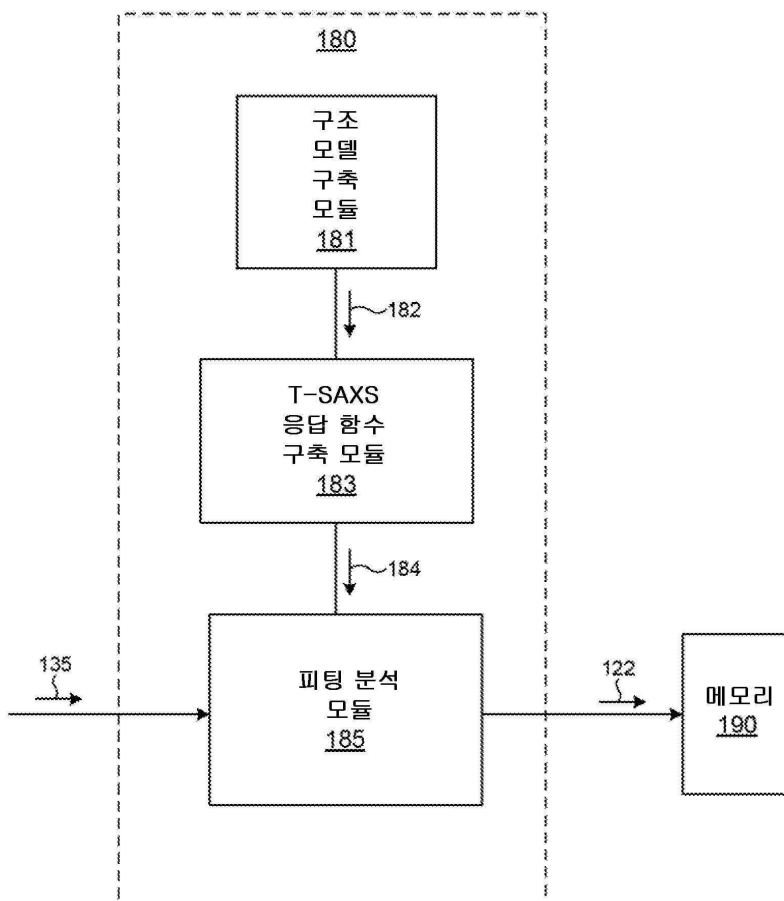 180
구조
모델
구축
모듈
181
182
T-SAXS
응답 함수
구축 모듈
183
184
135
피팅 분석
모듈
185
122
메모리
190